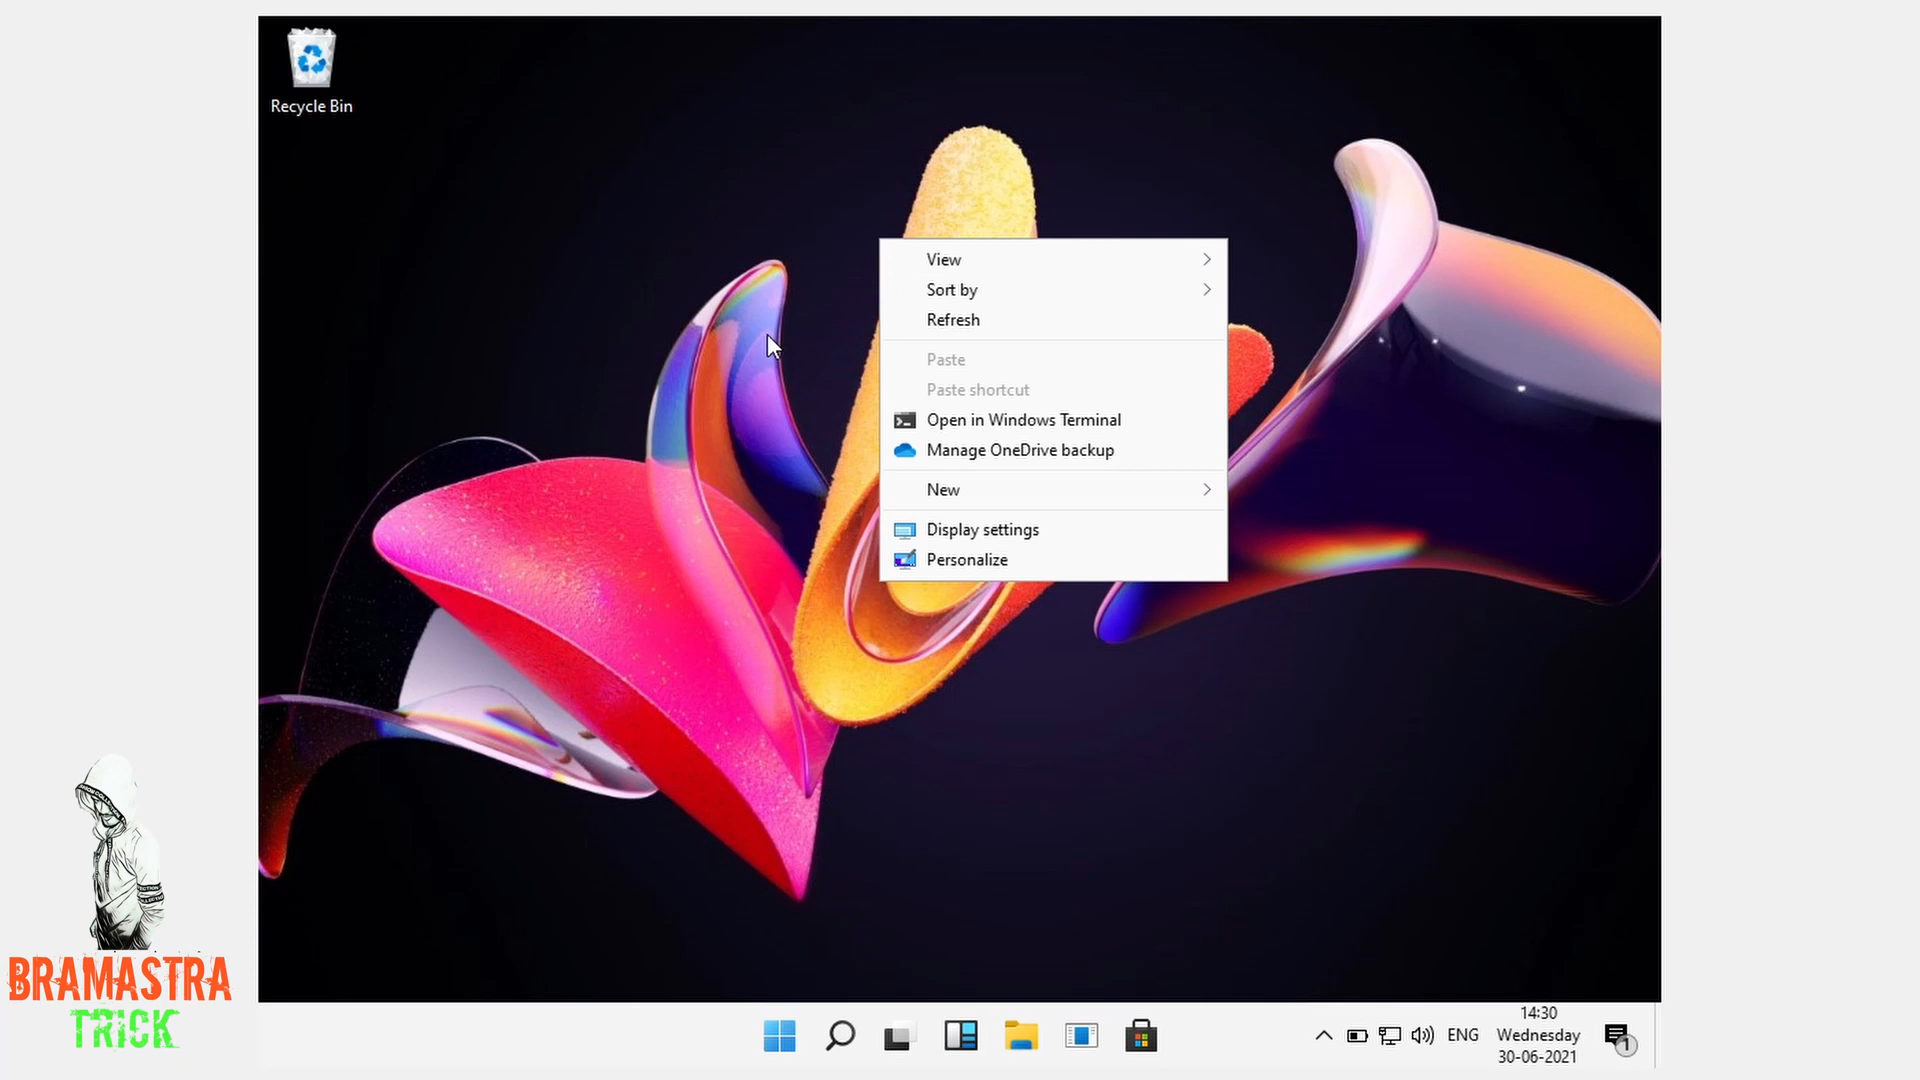 Recycle Bin
View
Sort by
Refresh
Paste
Paste shortcut
Open in Windows Terminal
Manage OneDrive backup
New
Display settings
Personalize
BRAMASTRA
TRICK
ENG
14:30
Wednesday
30-06-2021
1